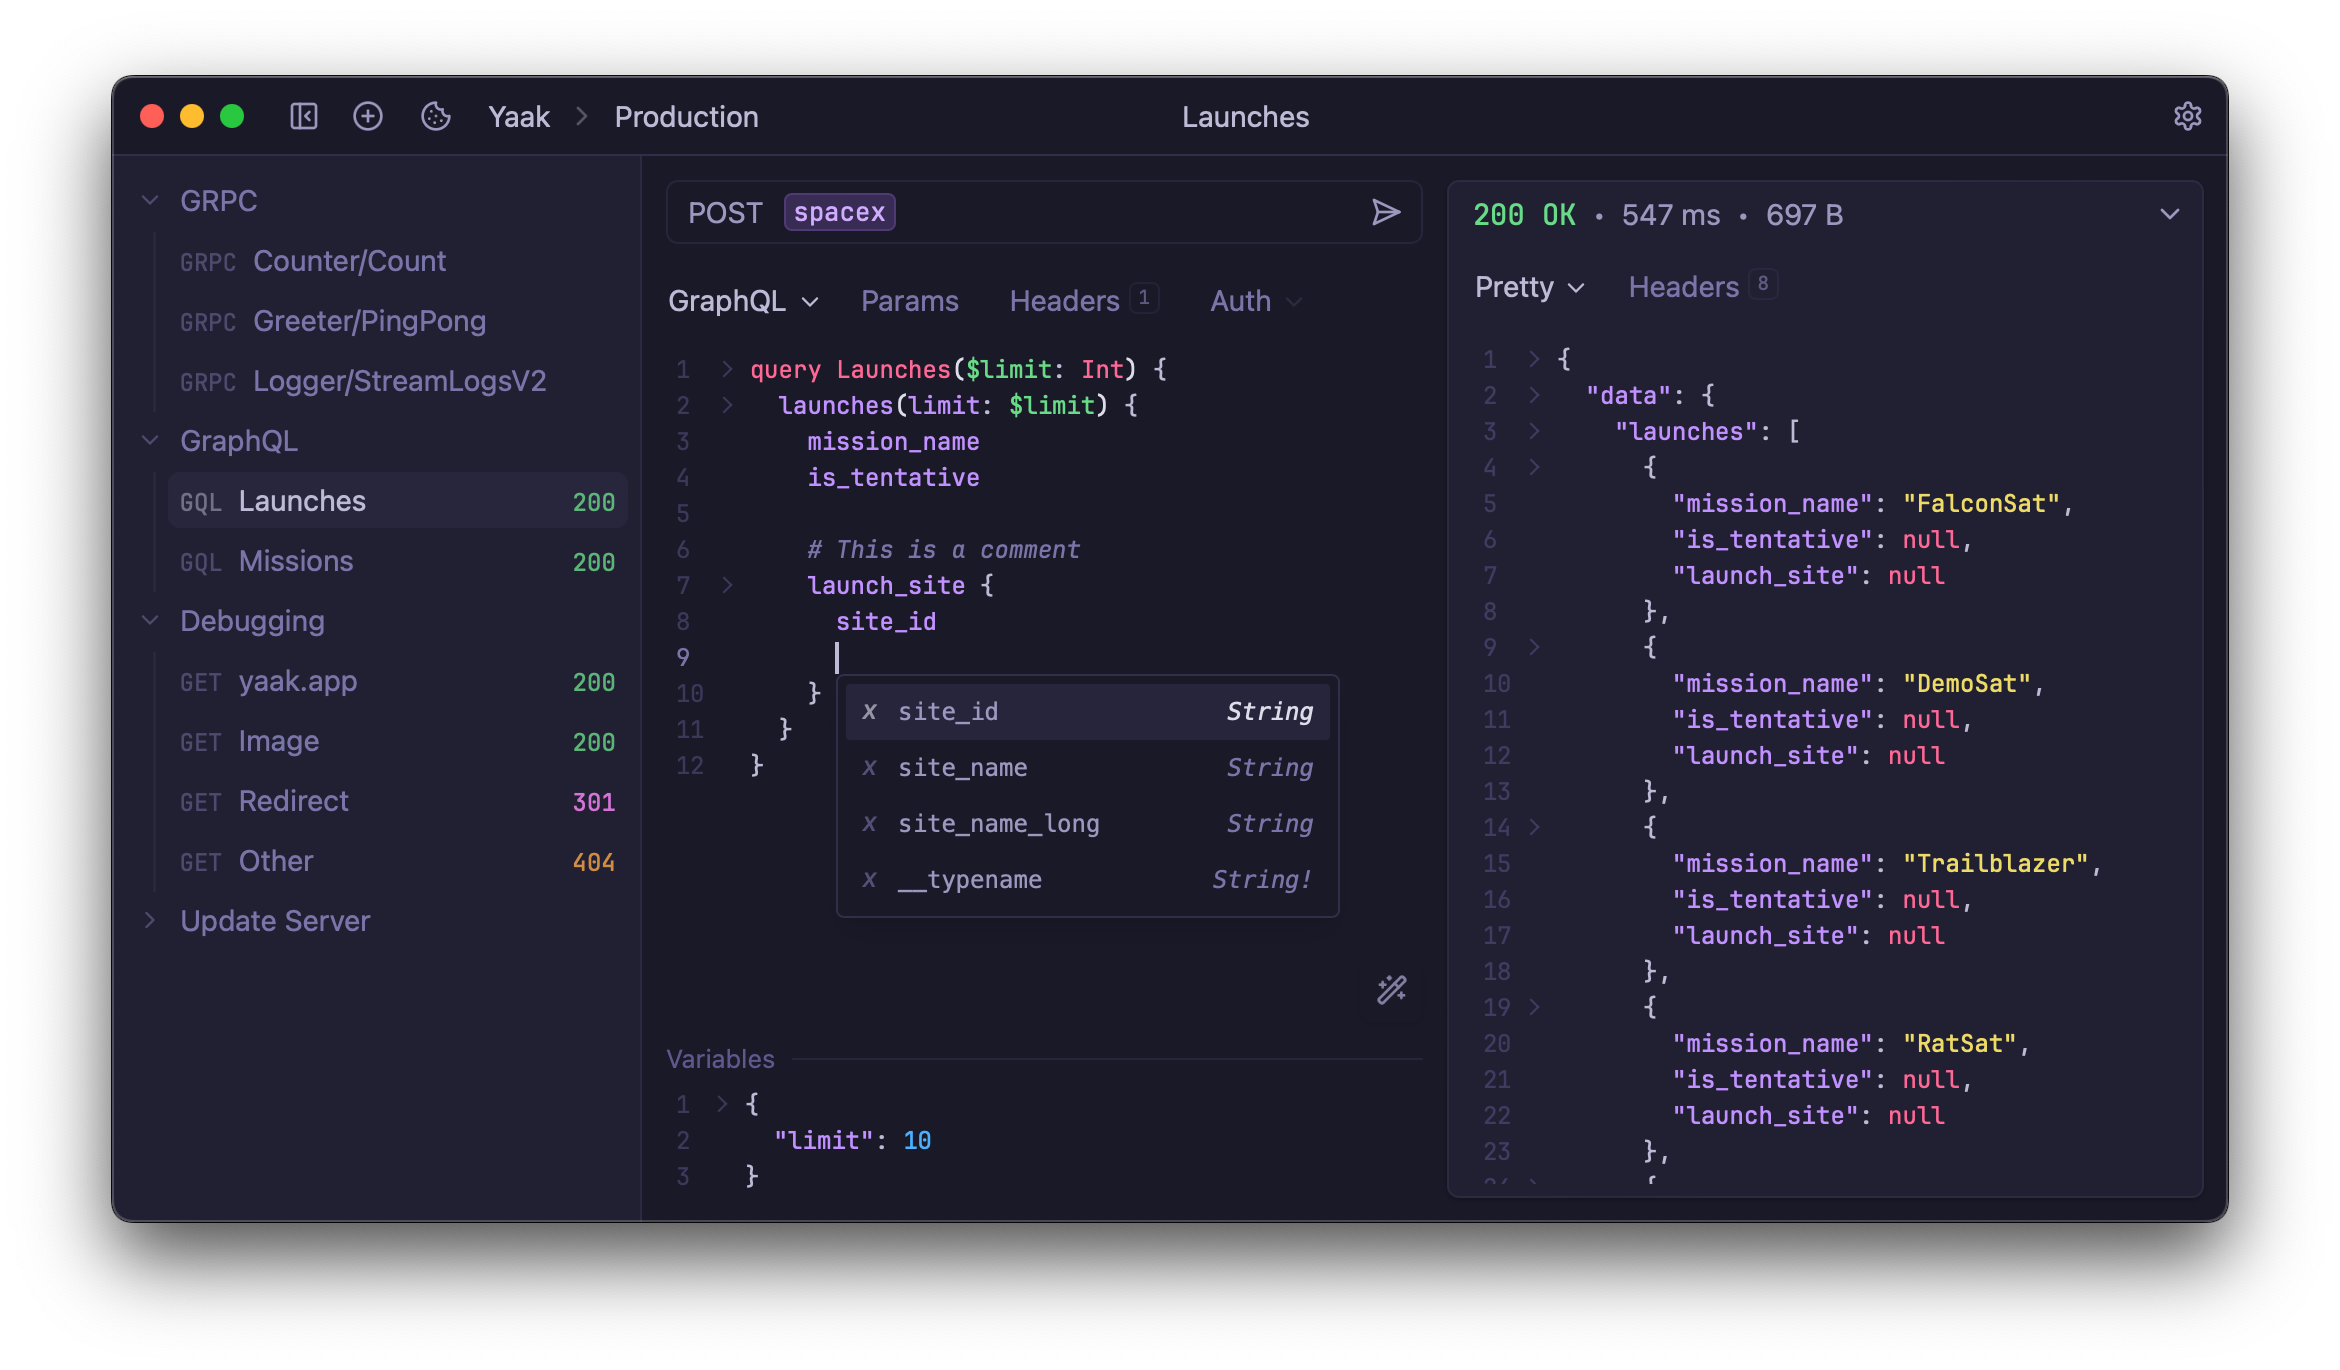 Yaak > Production
Launches
GRPC
GRPC Counter/Count
GRPC Greeter/PingPong
GRPC Logger/StreamLogsV2
GraphQL
GQL Launches 200
GQL Missions 200
Debugging
GET yaak.app 200
GET Image 200
GET Redirect 301
GET Other 404
Update Server
POST spacex
GraphQL Params Headers 1 Auth
1 query Launches($limit: Int) {
2 launches(limit: $limit) {
3 mission_name
4 is_tentative
5
6 # This is a comment
7 launch_site {
8 site_id
9
10 }
11 }
12 }
x site_id String
x site_name String
x site_name_long String
x __typename String!
Variables
1 {
2 "limit": 10
3 }
200 OK • 547 ms • 697 B
Pretty Headers 8
1 {
2 "data": {
3 "launches": [
4 {
5 "mission_name": "FalconSat",
6 "is_tentative": null,
7 "launch_site": null
8 },
9 {
10 "mission_name": "DemoSat",
11 "is_tentative": null,
12 "launch_site": null
13 },
14 {
15 "mission_name": "Trailblazer",
16 "is_tentative": null,
17 "launch_site": null
18 },
19 {
20 "mission_name": "RatSat",
21 "is_tentative": null,
22 "launch_site": null
23 },